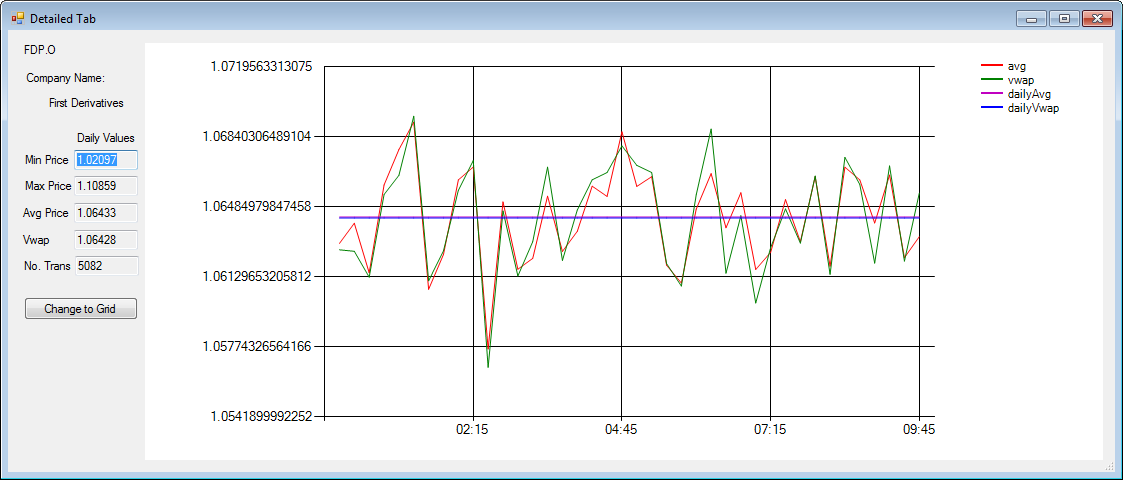 Detailed Tab
FDP.O
Company Name:
First Derivatives
Daily Values
Min Price 1.02097
Max Price 1.10859
Avg Price 1.06433
Vwap 1.06428
No. Trans 5082
Change to Grid
1.0719563313075
1.06840306489104
1.06484979847458
1.06129653205812
1.05774326564166
1.0541899992252
02:15 04:45 07:15 09:45
avg
vwap
dailyAvg
dailyVwap